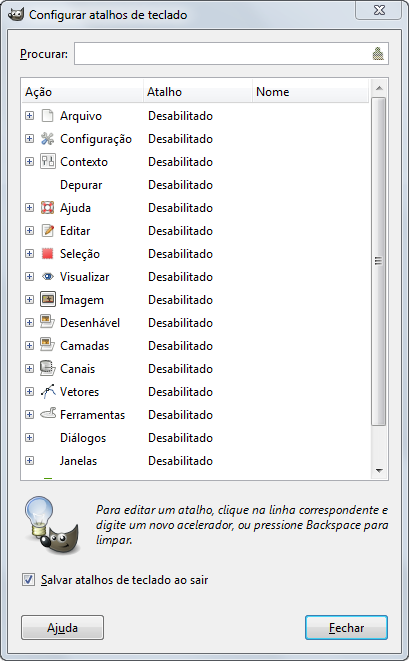 Configurar atalhos de teclado
Procurar:
Ação Atalho Nome
Arquivo Desabilitado
Configuração Desabilitado
Contexto Desabilitado
Depurar Desabilitado
Ajuda Desabilitado
Editar Desabilitado
Seleção Desabilitado
Visualizar Desabilitado
Imagem Desabilitado
Desenhável Desabilitado
Camadas Desabilitado
Canais Desabilitado
Vetores Desabilitado
Ferramentas Desabilitado
Diálogos Desabilitado
Janelas Desabilitado
Para editar um atalho, clique na linha correspondente e
digite um novo acelerador, ou pressione Backspace para
limpar.
Salvar atalhos de teclado ao sair
Ajuda Fechar